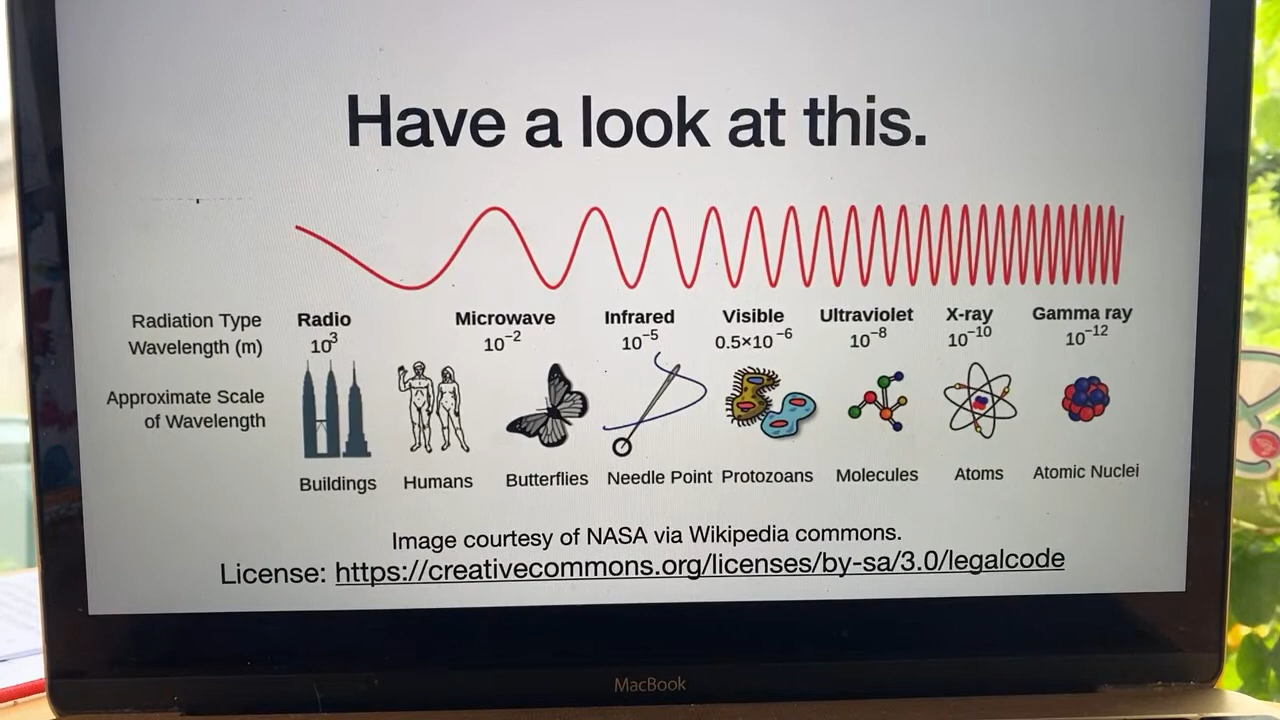 Have a look at this.
Radiation Type Radio Microwave Infrared Visible Ultraviolet X-ray Gamma ray
Wavelength (m) 10³ 10⁻² 10⁻⁵ 0.5×10⁻⁶ 10⁻⁸ 10⁻¹⁰ 10⁻¹²
Approximate Scale
of Wavelength
Buildings Humans Butterflies Needle Point Protozoans Molecules Atoms Atomic Nuclei
Image courtesy of NASA via Wikipedia commons.
License: https://creativecommons.org/licenses/by-sa/3.0/legalcode
MacBook